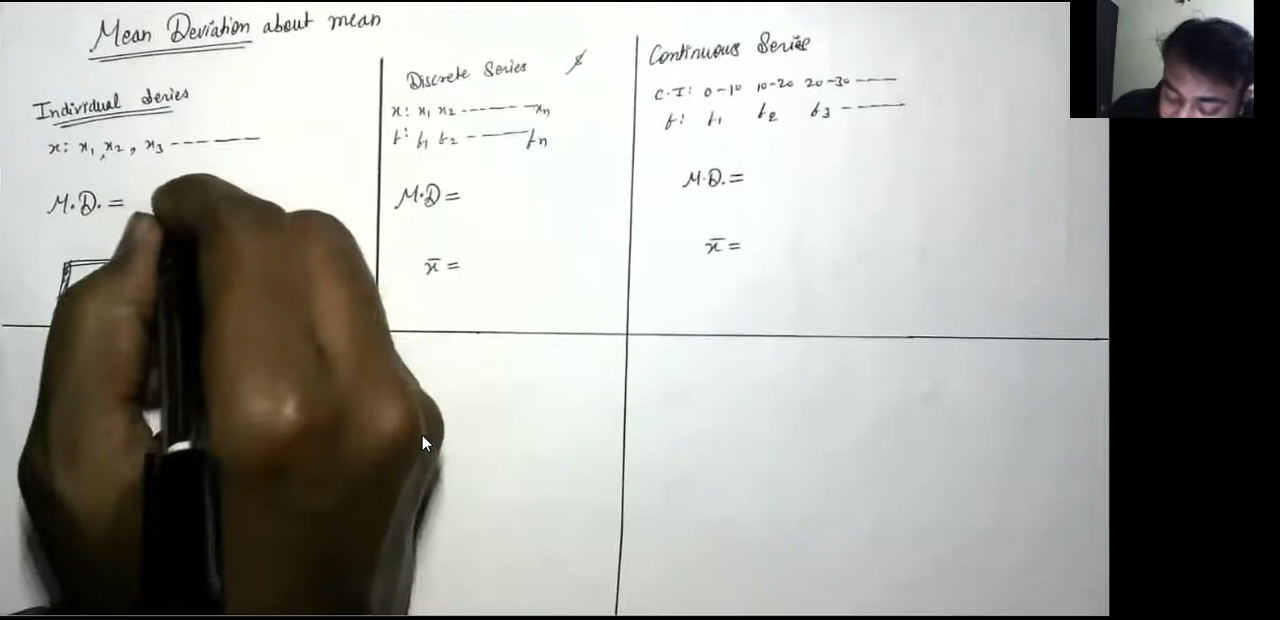 Mean Deviation about mean
Individual series
x: x₁, x₂, x₃ ------
M.D. =
Discrete Series
x: x₁ x₂ ------ xₙ
f: f₁ f₂ ------ fₙ
M.D =
x̄ =
Continuous Series
C.I: 0-10 10-20 20-30 ----
f: f₁ f₂ f₃ ----
M.D. =
x̄ =